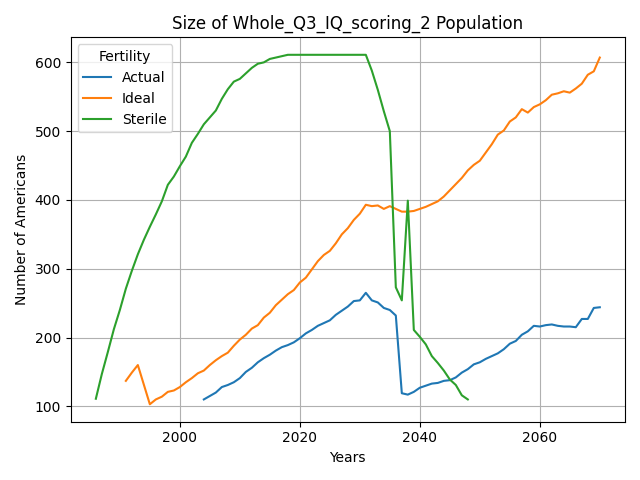 Size of Whole_Q3_IQ_scoring_2 Population
Fertility
Actual
Ideal
Sterile
Number of Americans
600
500
400
300
200
100
2000
2020
2040
2060
Years